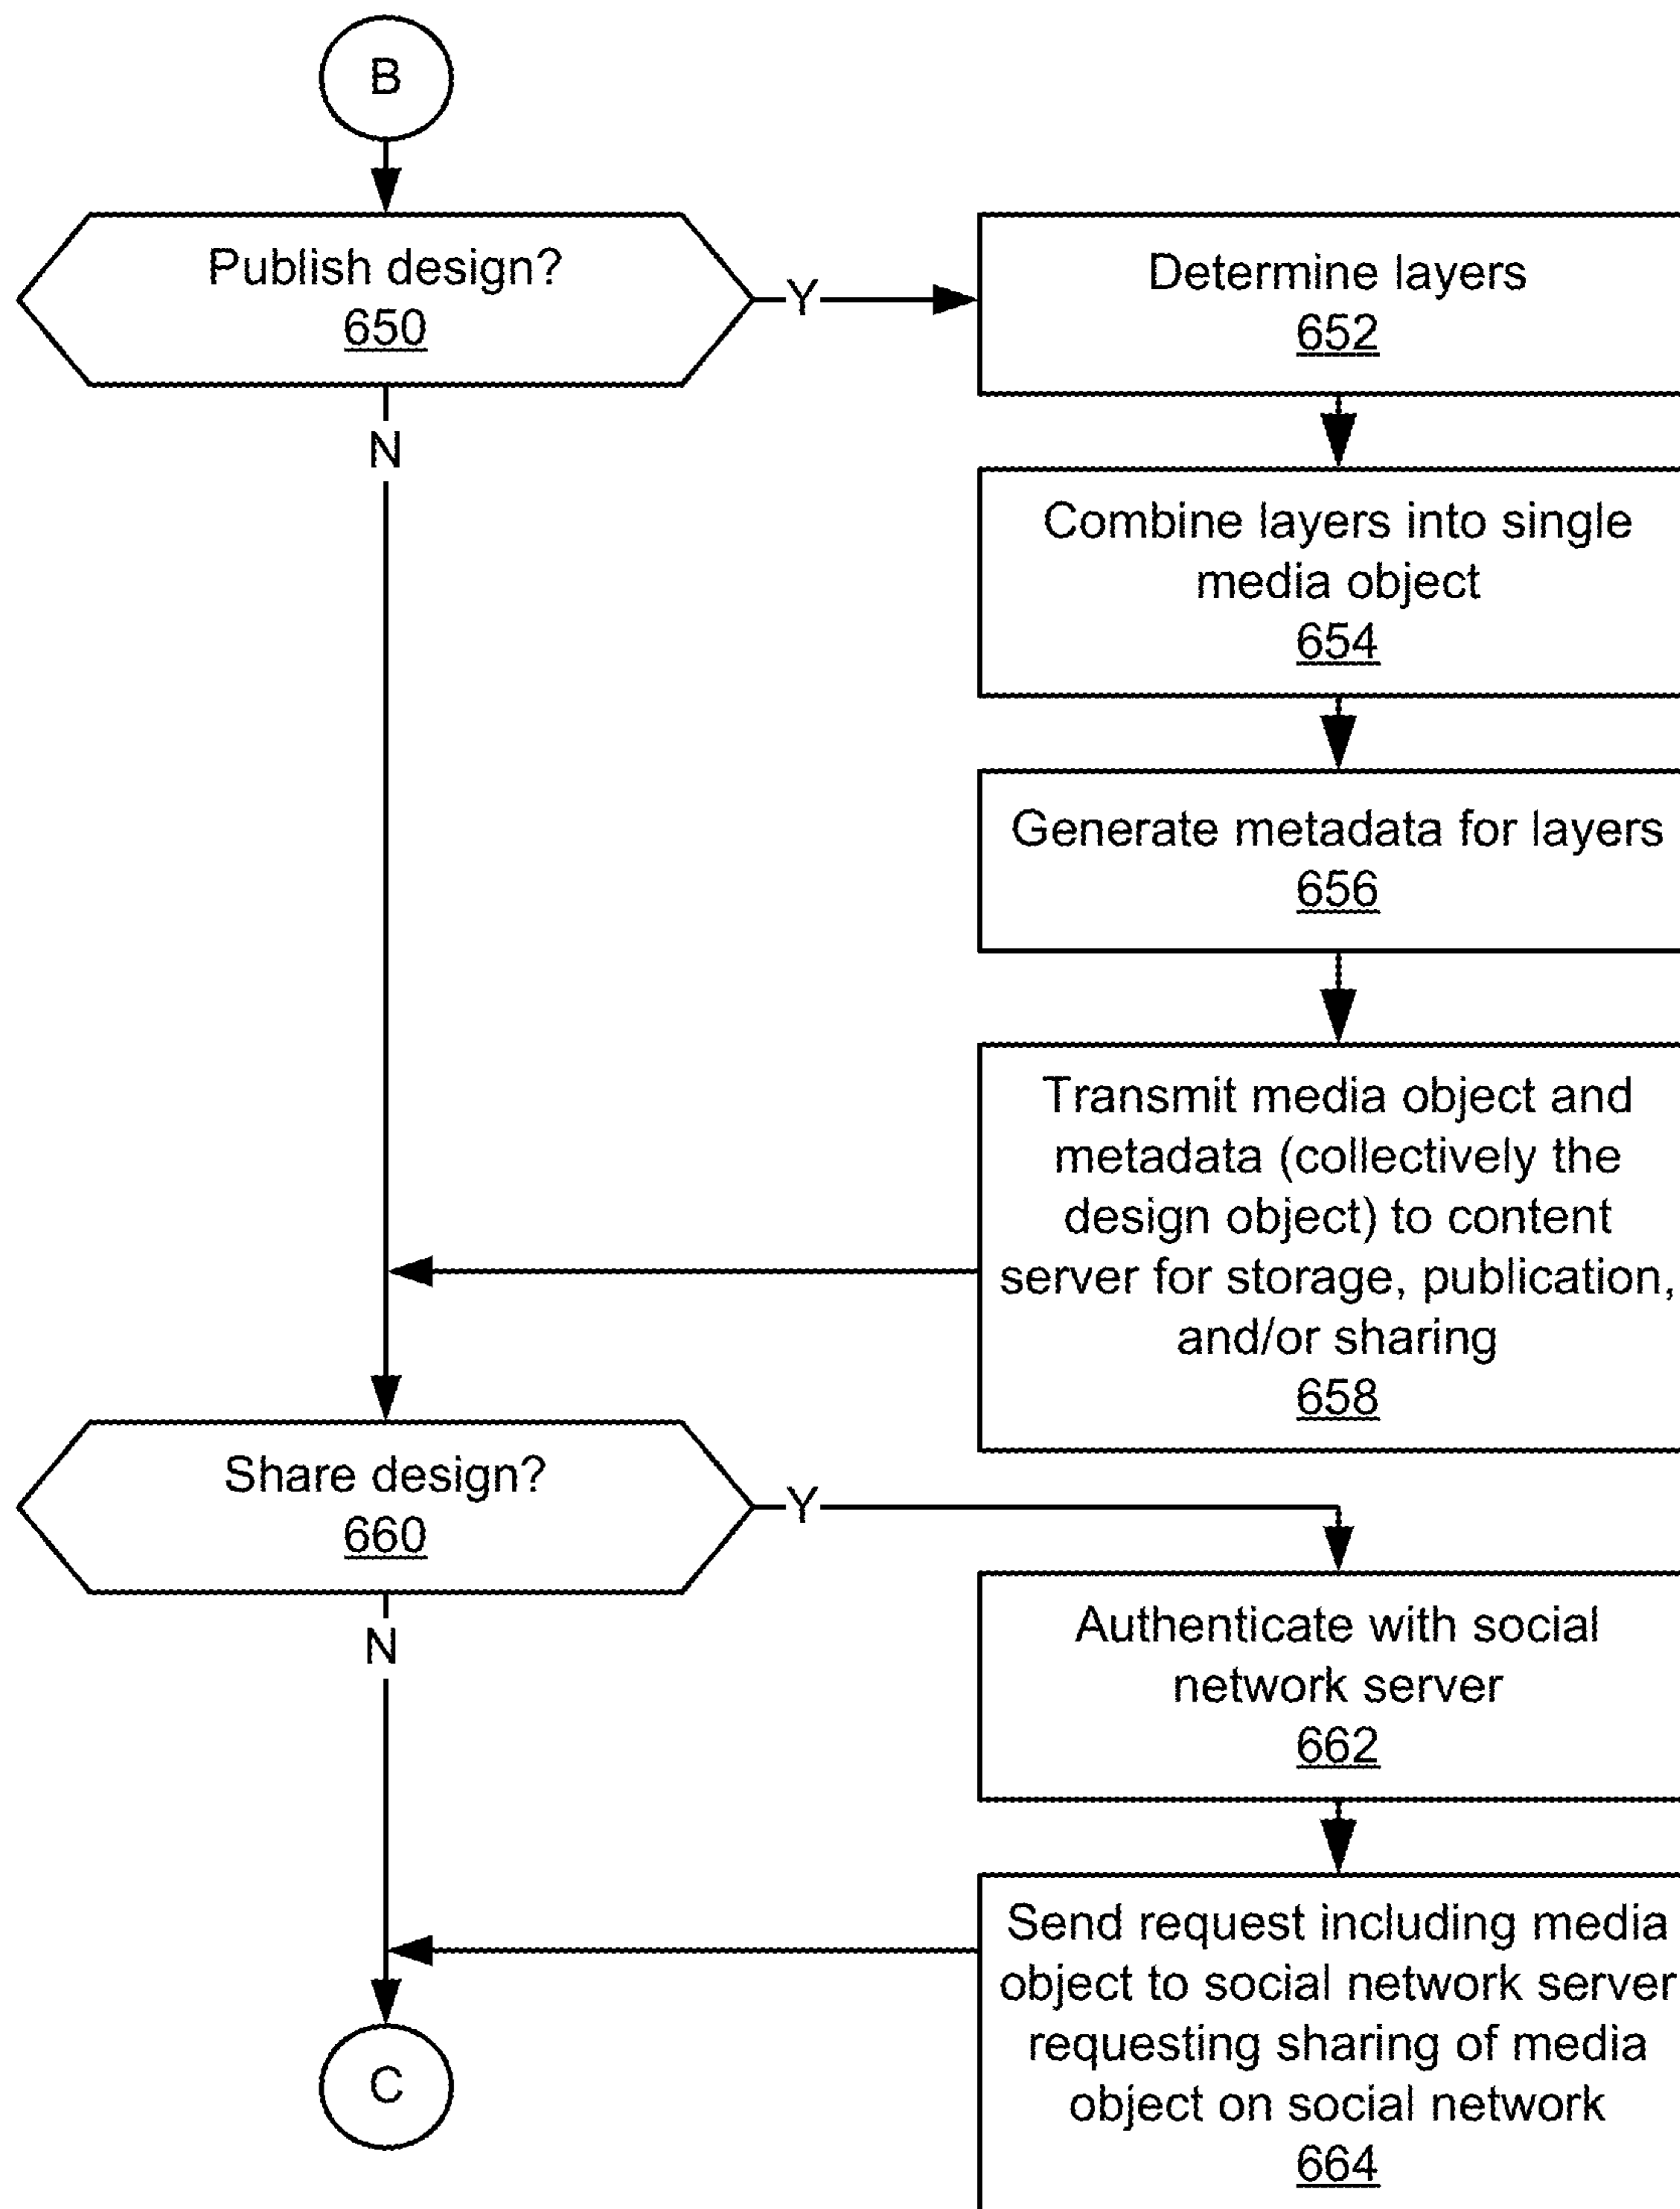 B
Publish design?
650
Y
N
Determine layers
652
Combine layers into single
media object
654
Generate metadata for layers
656
Transmit media object and
metadata (collectively the
design object) to content
server for storage, publication,
and/or sharing
658
Share design?
660
Y
N
Authenticate with social
network server
662
Send request including media
object to social network server
requesting sharing of media
object on social network
664
C